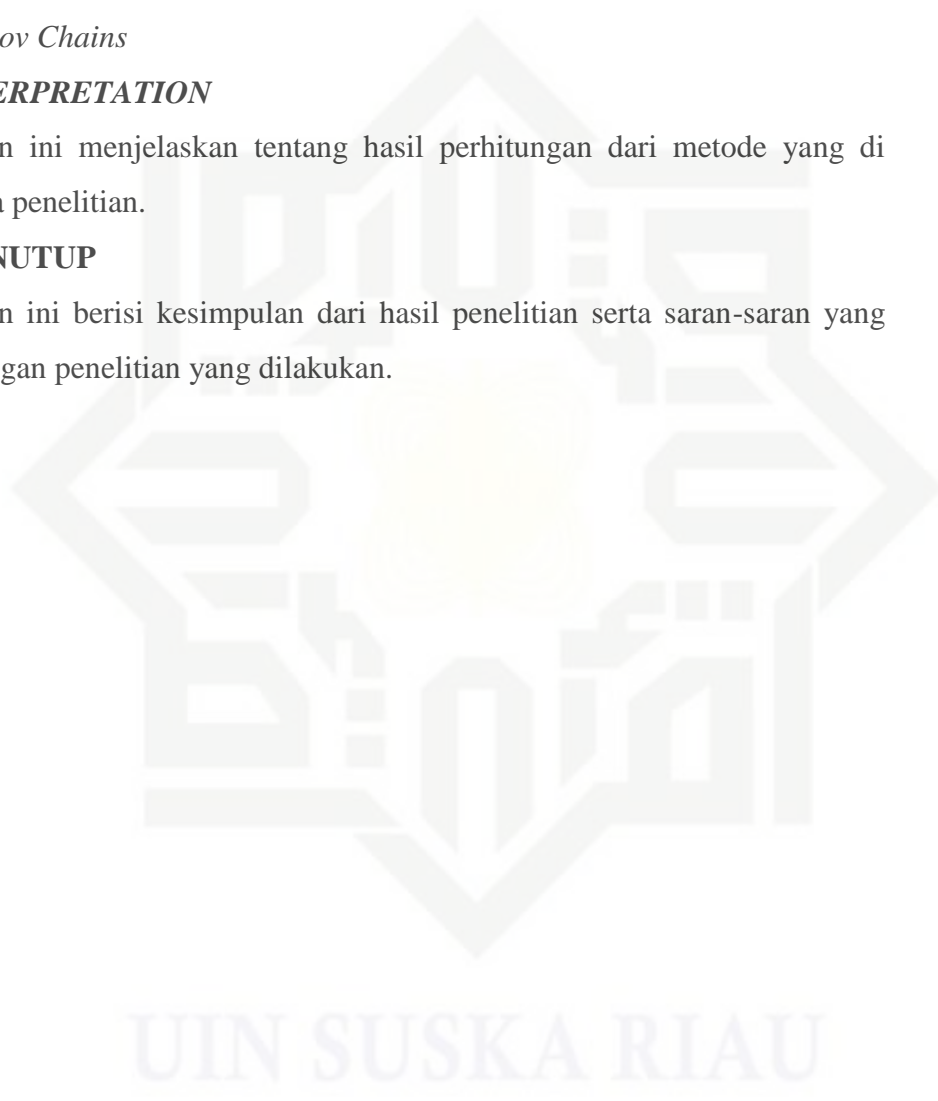 ov Chains
ERPRETATION
n ini menjelaskan tentang hasil perhitungan dari metode yang di
a penelitian.
NUTUP
n ini berisi kesimpulan dari hasil penelitian serta saran-saran yang
gan penelitian yang dilakukan.
UIN SUSKA RIAU